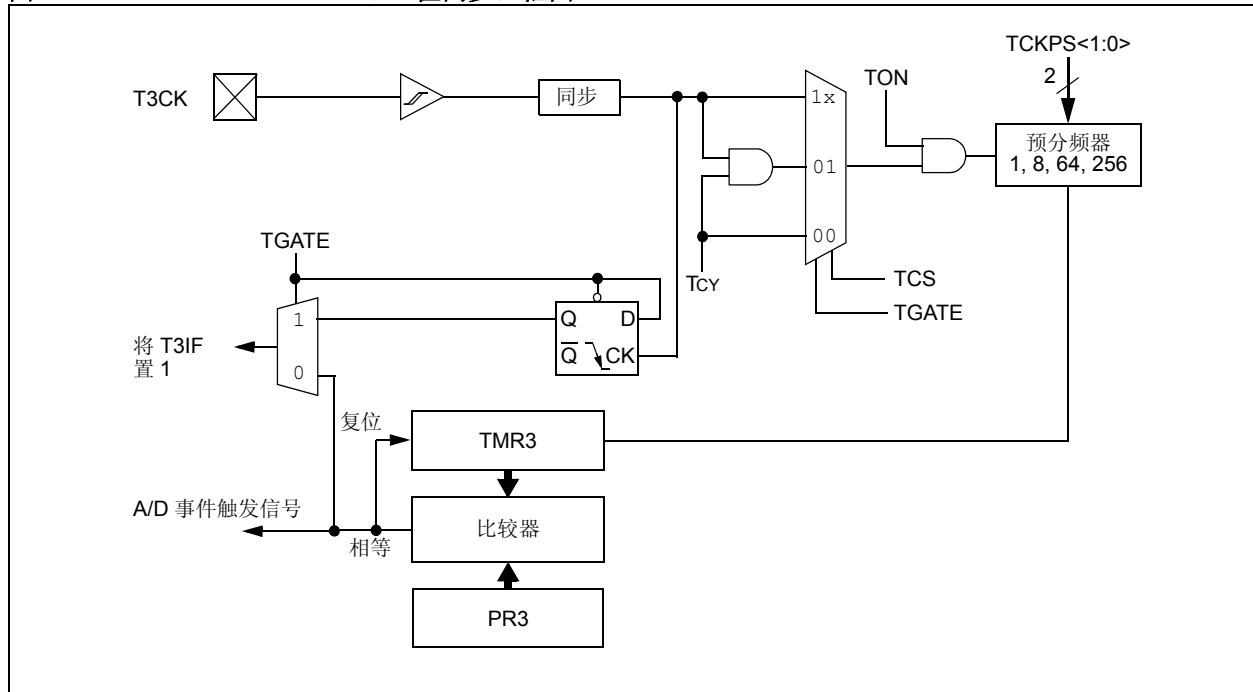 TCKPS<1:0>
2
T3CK
同步
TON
1x
预分频器
1, 8, 64, 256
01
00
TGATE
TCY
TCS
TGATE
1
Q
D
将 T3IF
置 1
Q
CK
0
复位
TMR3
A/D 事件触发信号
比较器
相等
PR3